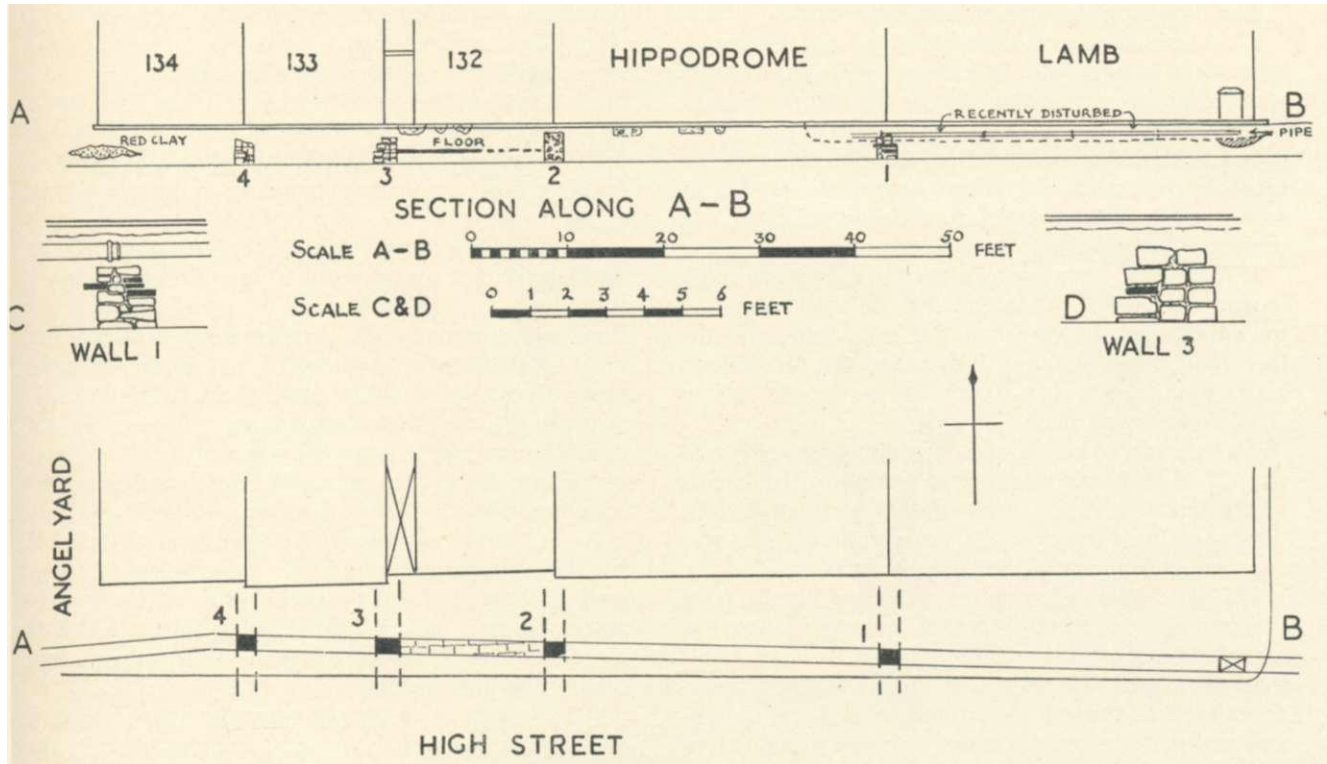 134 133 132 HIPPODROME LAMB
A B
RECENTLY DISTURBED
RED CLAY FLOOR PIPE
4 3 2 1
SECTION ALONG A-B
SCALE A-B 0 10 20 30 40 50 FEET
SCALE C&D 0 1 2 3 4 5 6 FEET
C D
WALL 1 WALL 3
ANGEL YARD
4 3 2 1
A B
HIGH STREET